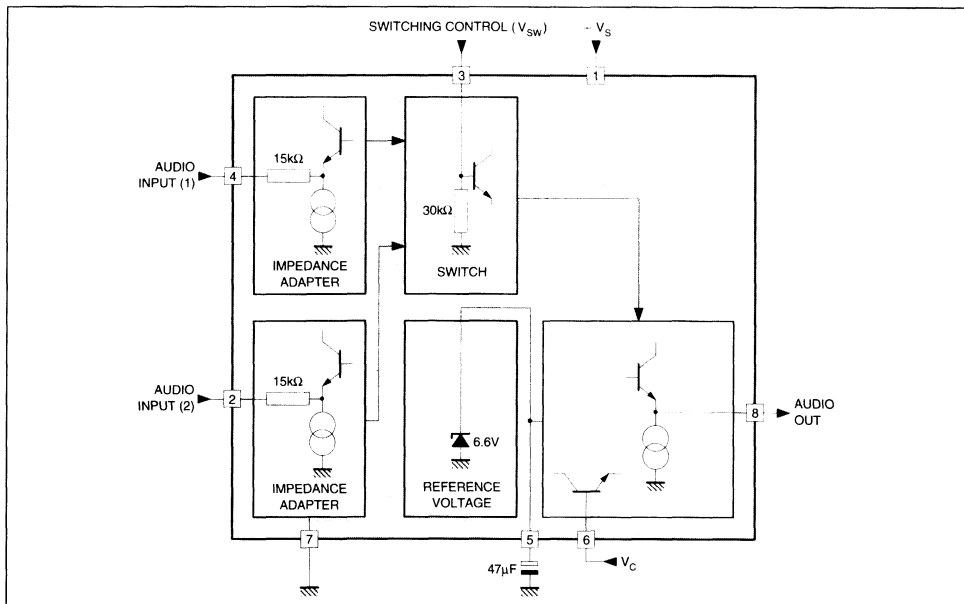 SWITCHING CONTROL (V_SW)
V_S
3
1
15kΩ
AUDIO
INPUT (1)
4
30kΩ
IMPEDANCE
ADAPTER
SWITCH
15kΩ
AUDIO
INPUT (2)
2
6.6V
8
AUDIO
OUT
IMPEDANCE
ADAPTER
REFERENCE
VOLTAGE
7
5
6
47µF
V_C